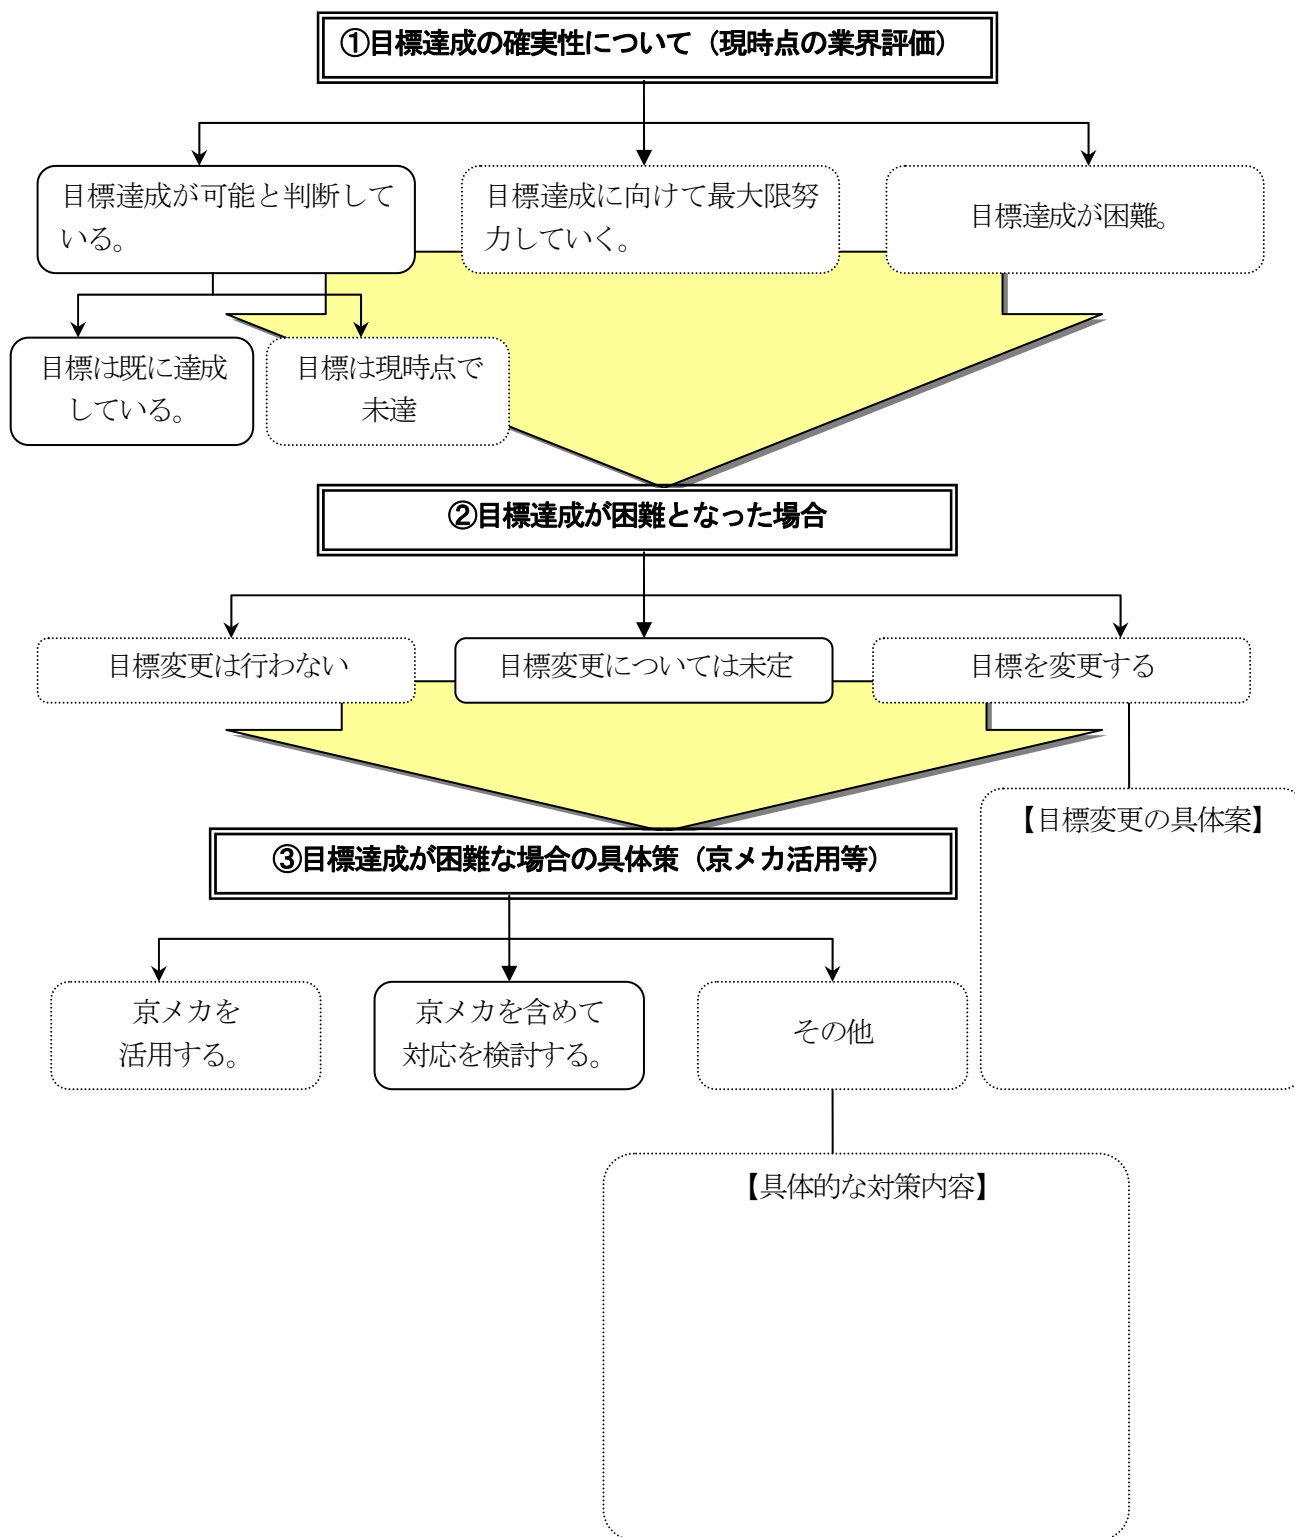 ①目標達成の確実性について（現時点の業界評価）
目標達成が可能と判断して
いる。
目標達成に向けて最大限努
力していく。
目標達成が困難。
目標は既に達成
している。
目標は現時点で
未達
②目標達成が困難となった場合
目標変更は行わない
目標変更については未定
目標を変更する
【目標変更の具体案】
③目標達成が困難な場合の具体策（京メカ活用等）
京メカを
活用する。
京メカを含めて
対応を検討する。
その他
【具体的な対策内容】